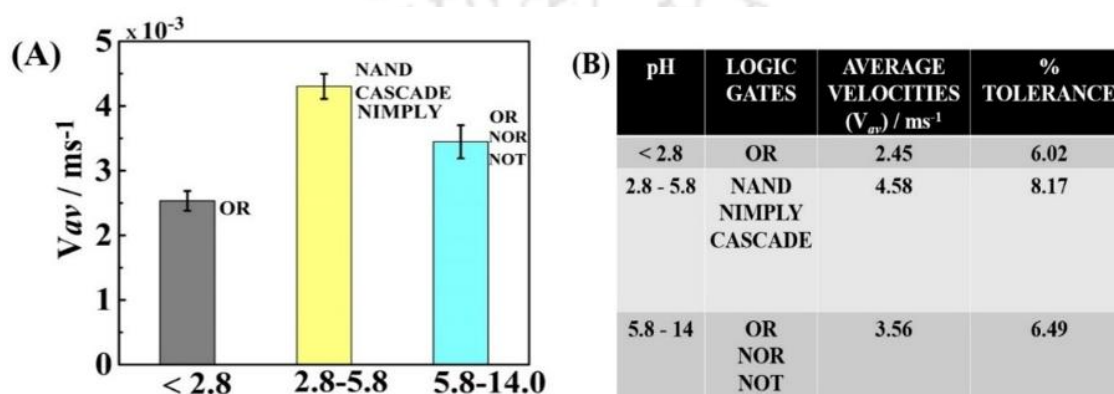 (A)
x 10⁻³
5
4
3
2
1
0
Vav / ms⁻¹
OR
NAND
CASCADE
NIMPLY
OR
NOR
NOT
< 2.8
2.8-5.8
5.8-14.0
(B)
pH LOGIC AVERAGE %
GATES VELOCITIES TOLERANCE
(Vav) / ms⁻¹
< 2.8 OR 2.45 6.02
2.8 - 5.8 NAND 4.58 8.17
NIMPLY
CASCADE
5.8 - 14 OR 3.56 6.49
NOR
NOT